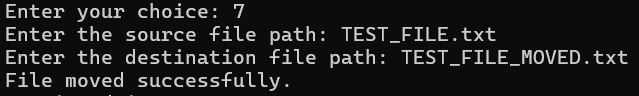 Enter your choice: 7
Enter the source file path: TEST_FILE.txt
Enter the destination file path: TEST_FILE_MOVED.txt
File moved successfully.